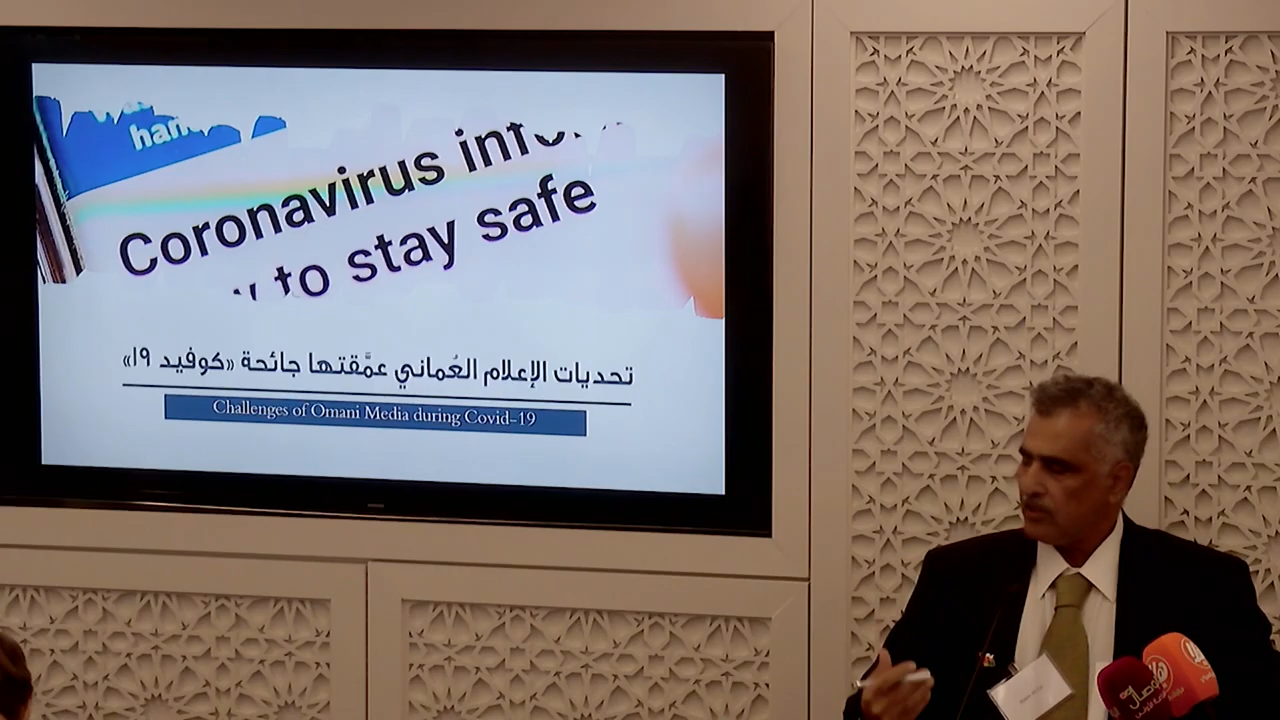 Coronavirus
to stay safe
تحديات الإعلام العُماني عمَّقتها جائحة «كوفيد ١٩»
Challenges of Omani Media during Covid-19